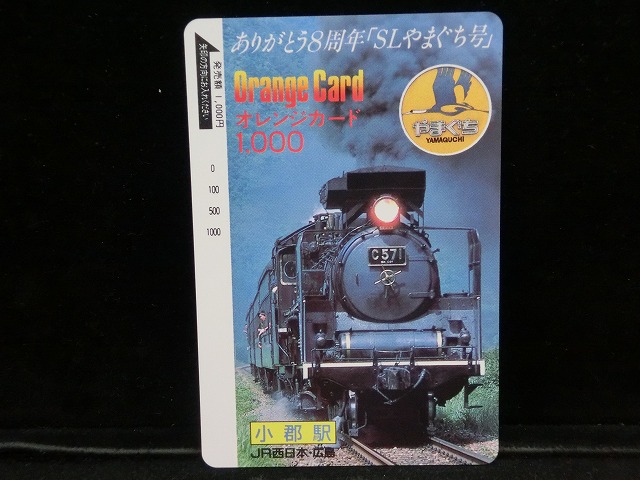 ありがとう8周年「SLやまぐち号」
Orange Card
オレンジカード
1,000
やまぐち
YAMAGUCHI
発売額 1,000円
矢印の方向にお入れください
0
100
500
1000
C571
小郡駅
JR西日本・広島